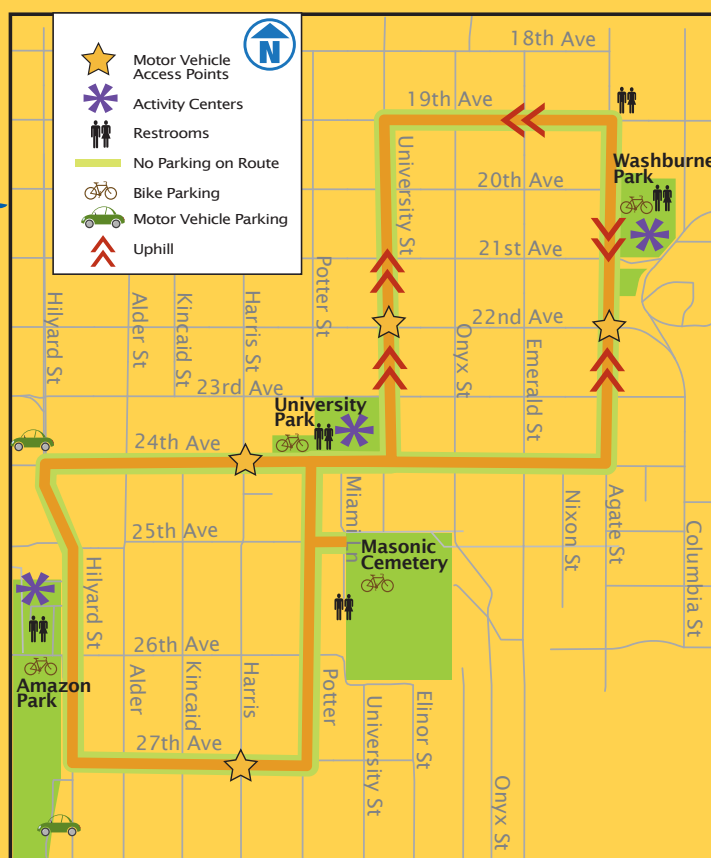 N
Motor Vehicle
Access Points
Activity Centers
Restrooms
No Parking on Route
Bike Parking
Motor Vehicle Parking
Uphill
18th Ave
19th Ave
University St
Washburne
Park
20th Ave
21st Ave
Potter St
Hilyard St
Alder St
Kincaid St
Harris St
22nd Ave
Onyx St
Emerald St
23rd Ave
University
Park
24th Ave
Miami Ln
Nixon St
Agate St
Columbia St
25th Ave
Masonic
Cemetery
Hilyard St
26th Ave
Amazon
Park
Alder
Kincaid
Harris
Potter
University St
Elinor St
27th Ave
Onyx St